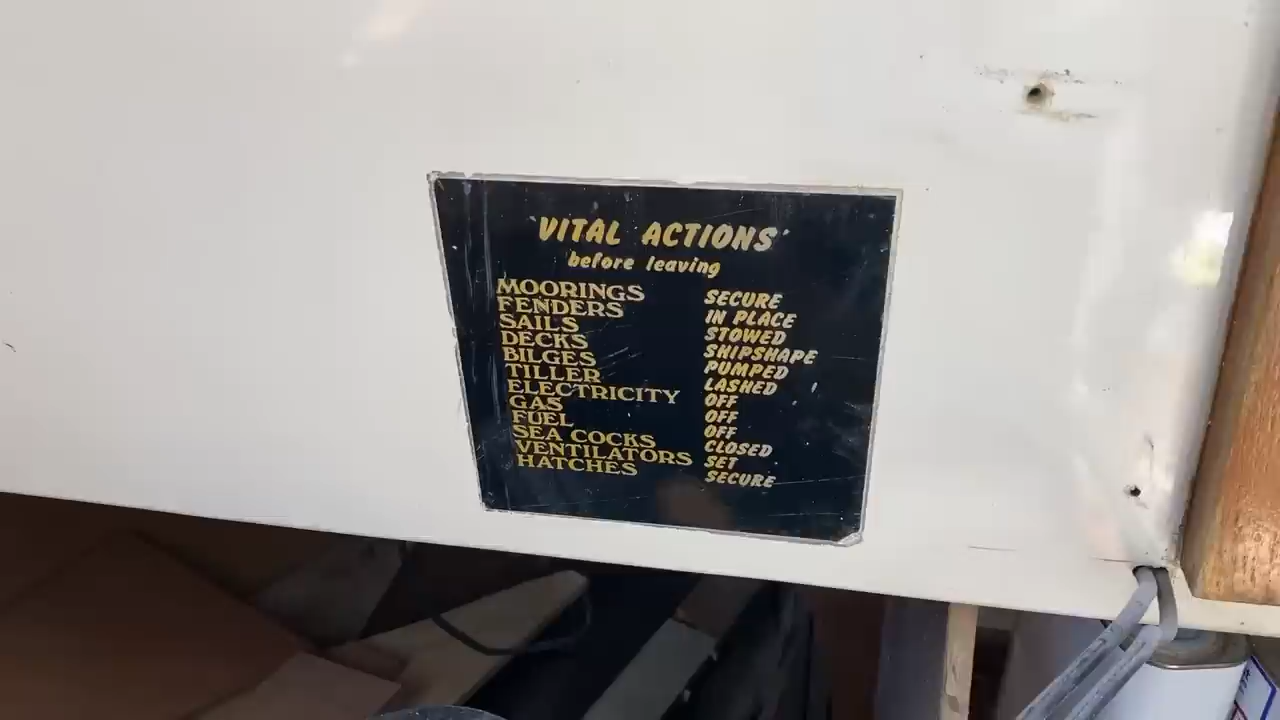 'VITAL ACTIONS'
before leaving
MOORINGS SECURE
FENDERS IN PLACE
SAILS STOWED
DECKS SHIPSHAPE
BILGES PUMPED
TILLER LASHED
ELECTRICITY OFF
GAS OFF
FUEL OFF
SEA COCKS CLOSED
VENTILATORS SET
HATCHES SECURE